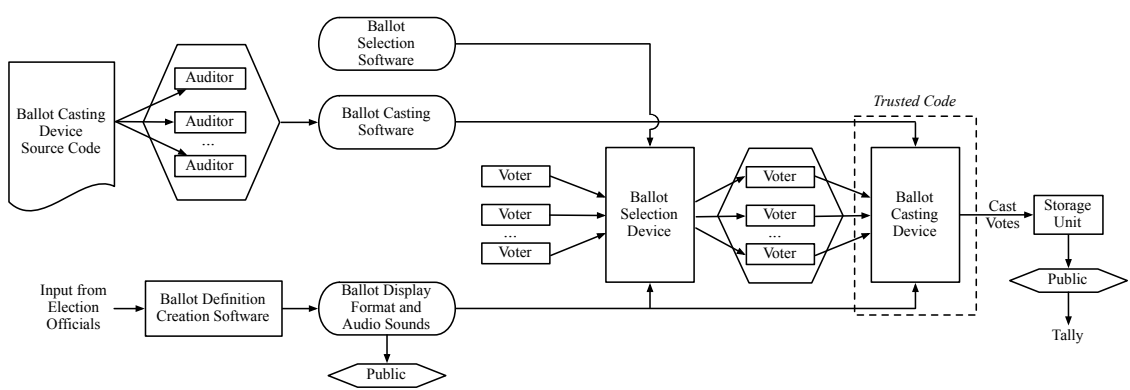 Ballot
Selection
Software
Ballot Casting
Device
Source Code
Auditor
Auditor
...
Auditor
Ballot Casting
Software
Trusted Code
Voter
Voter
...
Voter
Ballot
Selection
Device
Voter
Voter
...
Voter
Ballot
Casting
Device
Cast
Votes
Storage
Unit
Public
Tally
Input from
Election
Officials
Ballot Definition
Creation Software
Ballot Display
Format and
Audio Sounds
Public